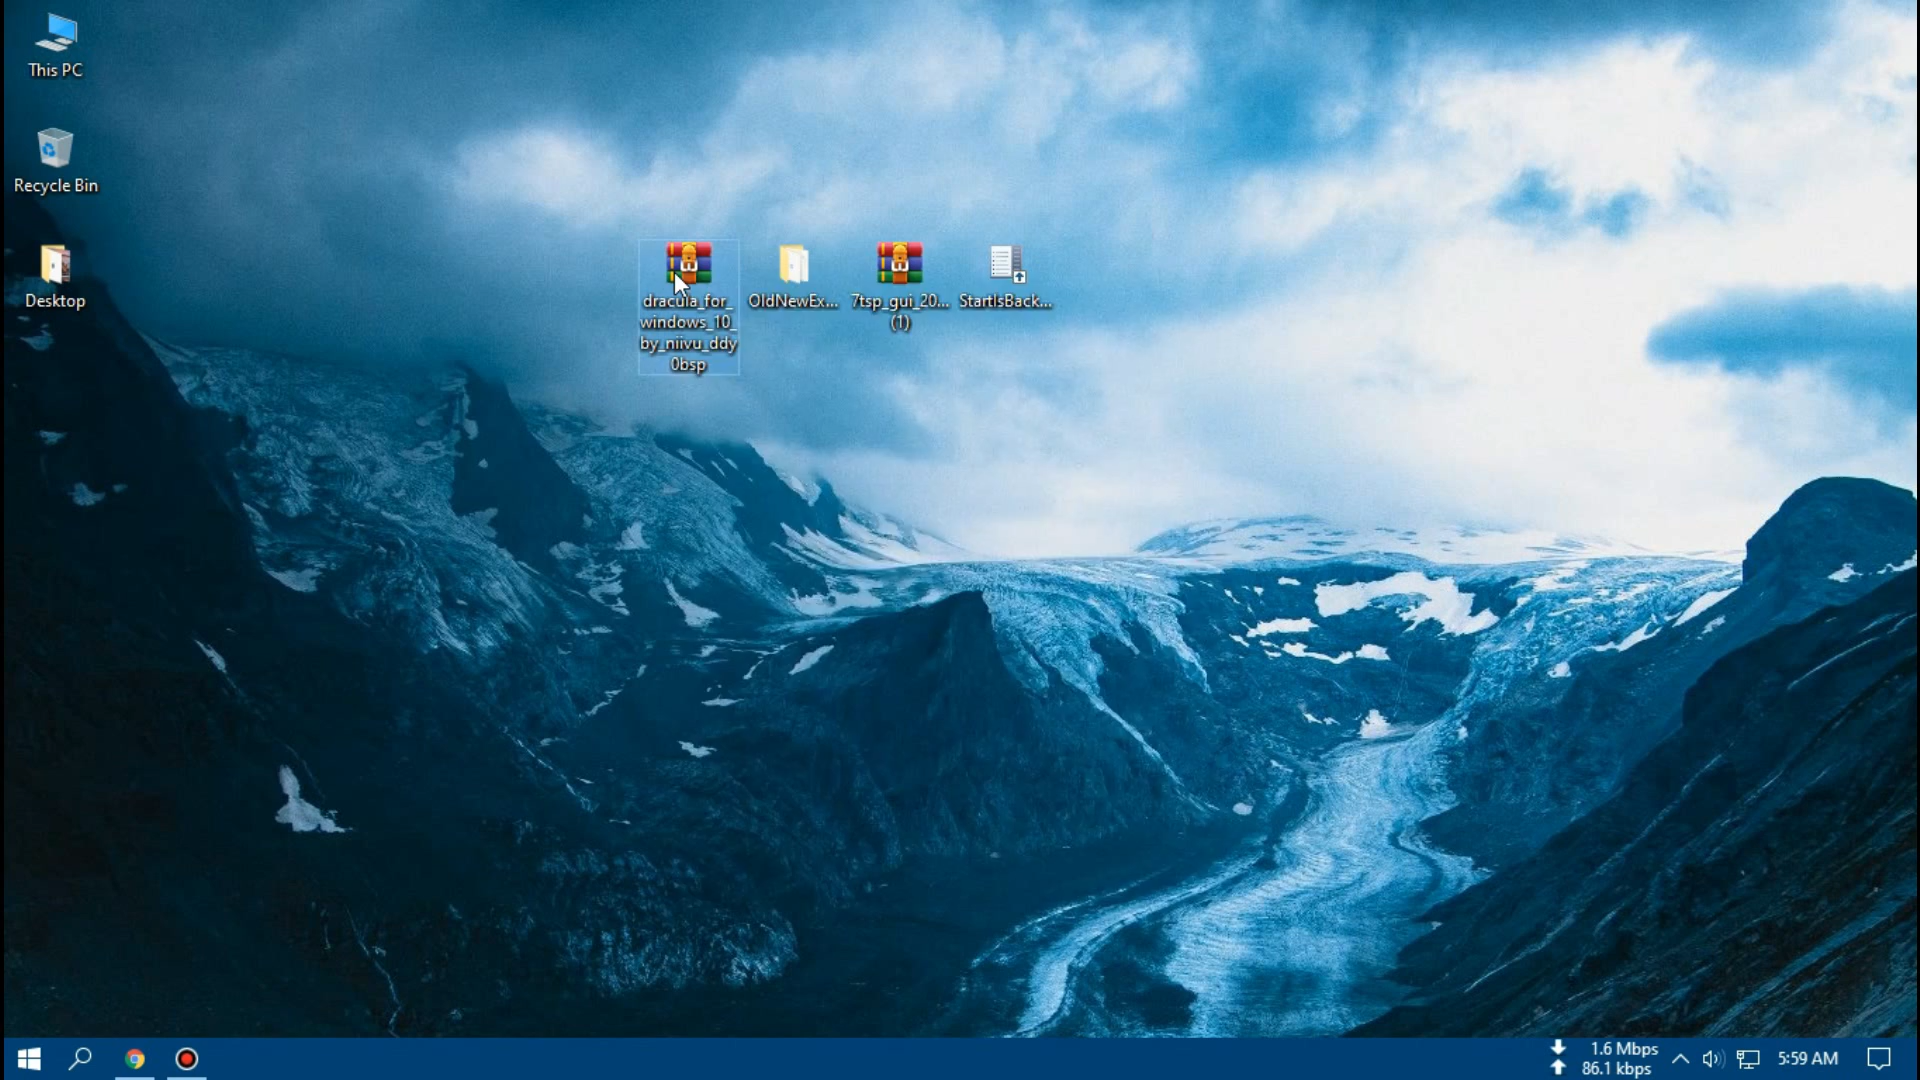 This PC
Recycle Bin
Desktop
dracula_for_
windows_10_
by_niivu_ddy
0bsp
OldNewEx...
7tsp_gui_20...
(1)
StartIsBack...
1.6 Mbps
86.1 kbps
5:59 AM